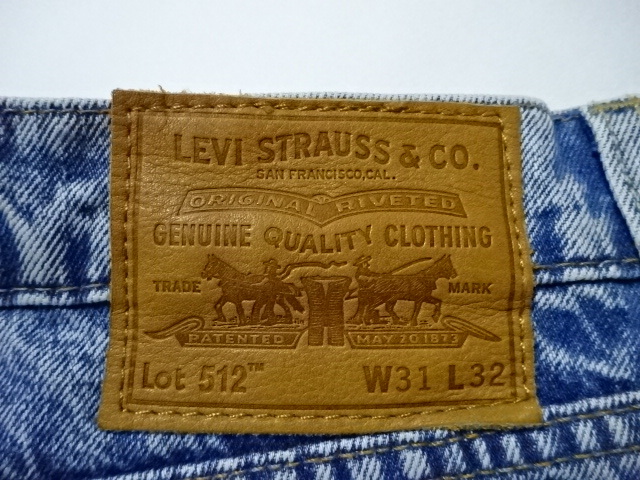 LEVI STRAUSS & CO.
SAN FRANCISCO, CAL.
ORIGINAL RIVETED
GENUINE QUALITY CLOTHING
TRADE MARK
PATENTED MAY 20 1873
Lot 512™ W31 L32